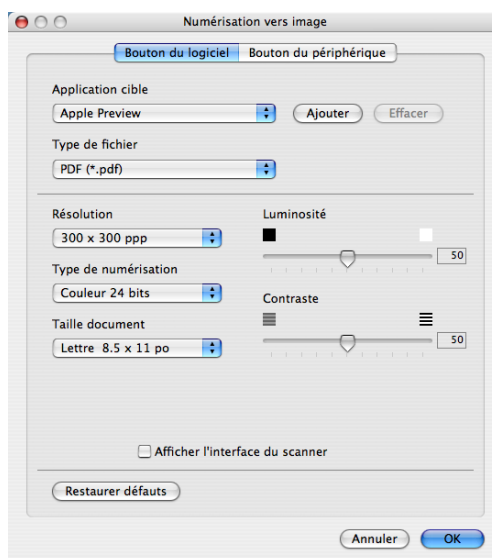 Numérisation vers image
Bouton du logiciel Bouton du périphérique
Application cible
Apple Preview Ajouter Effacer
Type de fichier
PDF (*.pdf)
Résolution Luminosité
300 x 300 ppp
50
Type de numérisation
Couleur 24 bits
Contraste
Taille document
Lettre 8.5 x 11 po
50
Afficher l'interface du scanner
Restaurer défauts
Annuler OK